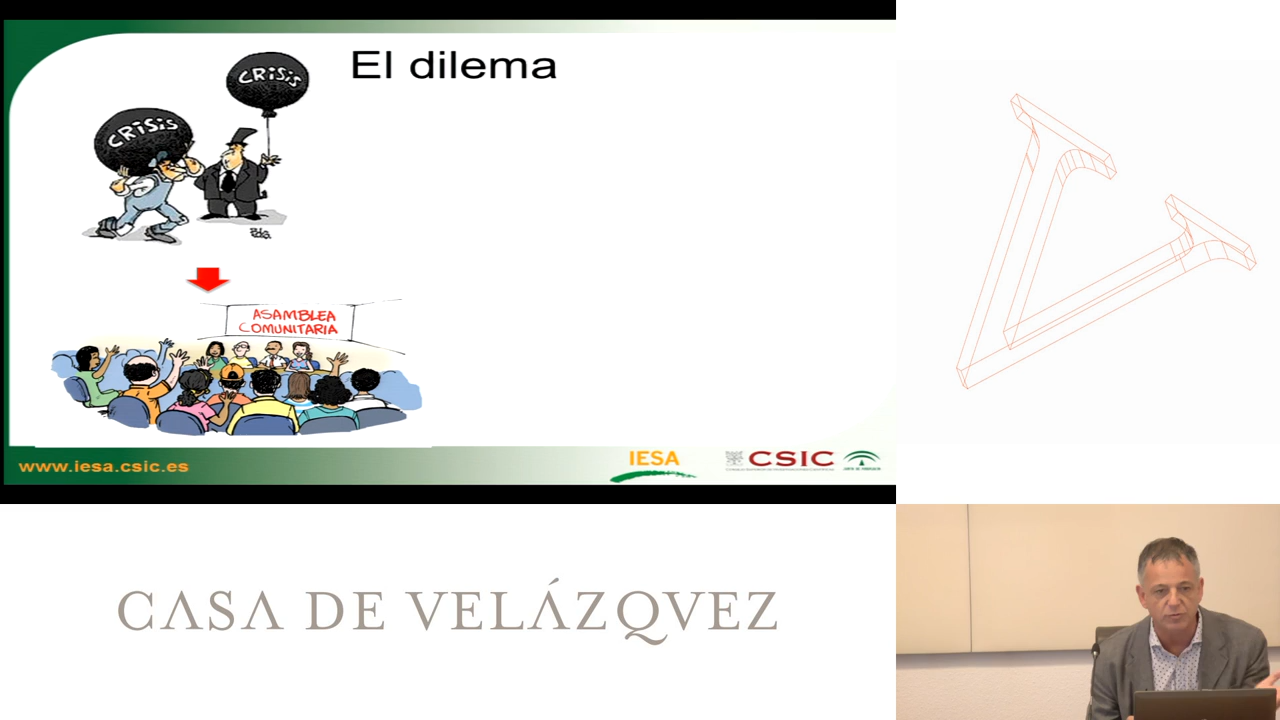 El dilema
CRISIS
CRISIS
ASAMBLEA
COMUNITARIA
www.iesa.csic.es
IESA
CSIC
CASA DE VELÁZQVEZ